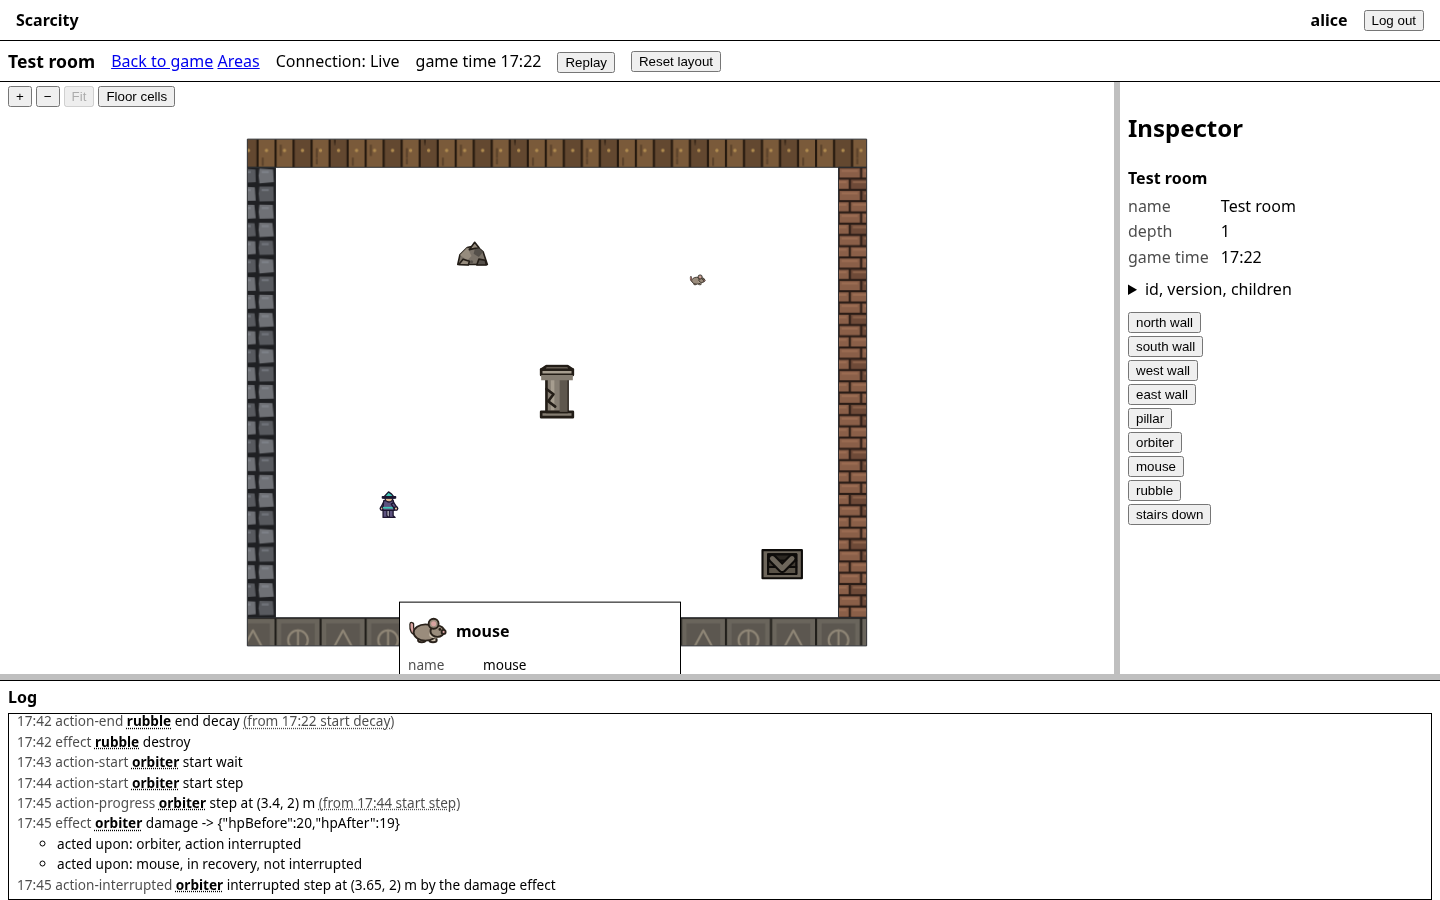 Scarcity
alice Log out
Test room Back to game Areas Connection: Live game time 17:22 Replay Reset layout
+ − Fit Floor cells
Inspector
Test room
name Test room
depth 1
game time 17:22
▶ id, version, children
north wall
south wall
west wall
east wall
pillar
orbiter
mouse
rubble
stairs down
mouse
name mouse
Log
17:42 action-end rubble end decay (from 17:22 start decay)
17:42 effect rubble destroy
17:43 action-start orbiter start wait
17:44 action-start orbiter start step
17:45 action-progress orbiter step at (3.4, 2) m (from 17:44 start step)
17:45 effect orbiter damage -> {"hpBefore":20,"hpAfter":19}
acted upon: orbiter, action interrupted
acted upon: mouse, in recovery, not interrupted
17:45 action-interrupted orbiter interrupted step at (3.65, 2) m by the damage effect